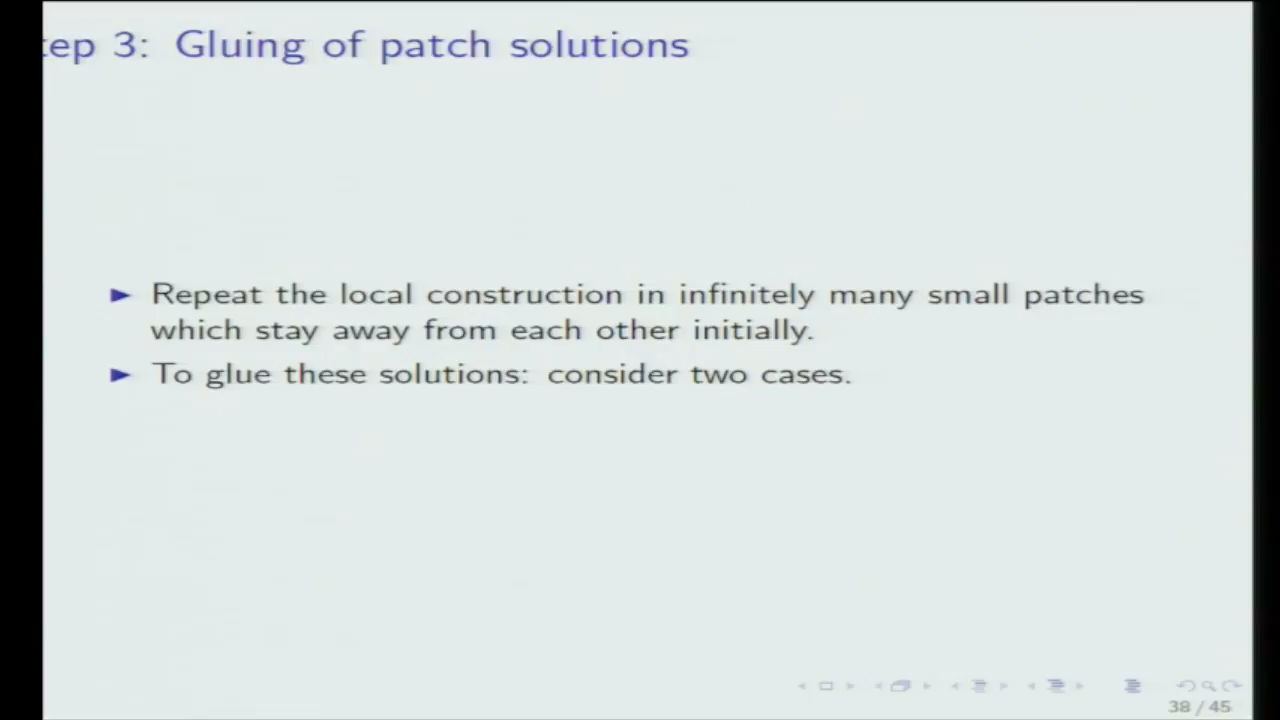 tep 3: Gluing of patch solutions
► Repeat the local construction in infinitely many small patches
which stay away from each other initially.
► To glue these solutions: consider two cases.
38 / 45